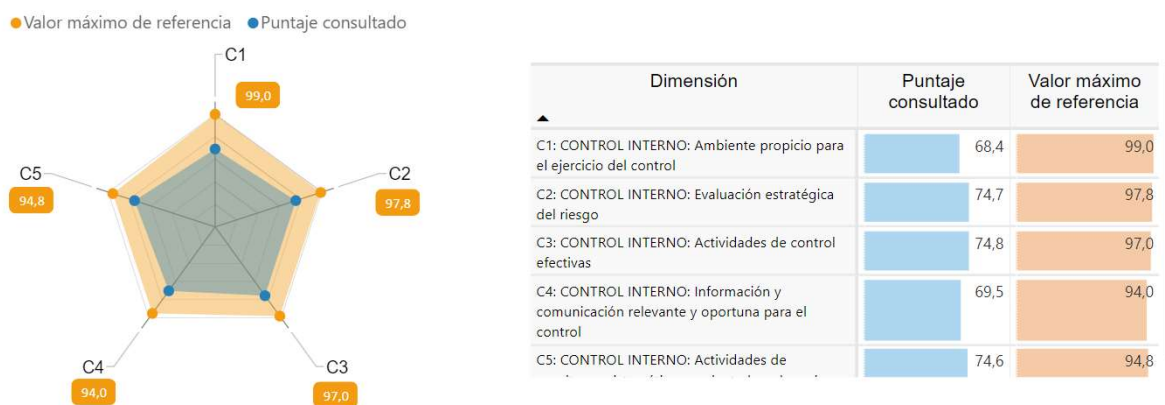 Valor máximo de referencia Puntaje consultado
C1
99,0
C5
94,8
C2
97,8
C4
94,0
C3
97,0
Dimensión Puntaje consultado Valor máximo de referencia
C1: CONTROL INTERNO: Ambiente propicio para
el ejercicio del control
68,4 99,0
C2: CONTROL INTERNO: Evaluación estratégica
del riesgo
74,7 97,8
C3: CONTROL INTERNO: Actividades de control
efectivas
74,8 97,0
C4: CONTROL INTERNO: Información y
comunicación relevante y oportuna para el
control
69,5 94,0
C5: CONTROL INTERNO: Actividades de
74,6 94,8